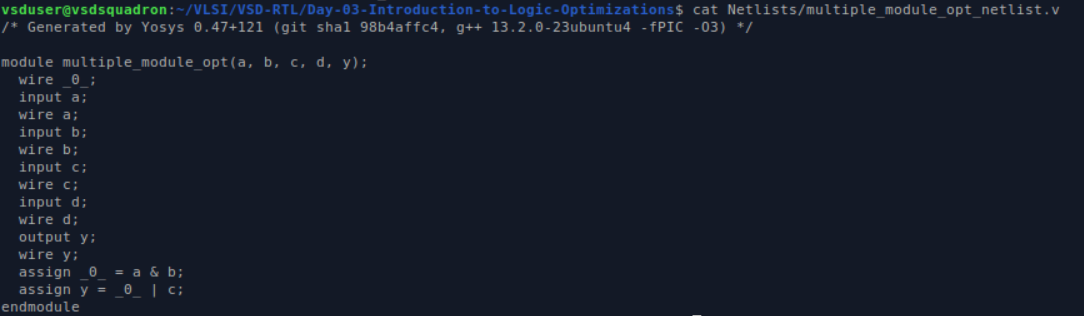 vsduser@vsdsquadron:~/VLSI/VSD-RTL/Day-03-Introduction-to-Logic-Optimizations$ cat Netlists/multiple_module_opt_netlist.v
/* Generated by Yosys 0.47+121 (git sha1 98b4affc4, g++ 13.2.0-23ubuntu4 -fPIC -O3) */

module multiple_module_opt(a, b, c, d, y);
  wire _0_;
  input a;
  wire a;
  input b;
  wire b;
  input c;
  wire c;
  input d;
  wire d;
  output y;
  wire y;
  assign _0_ = a & b;
  assign y = _0_ | c;
endmodule